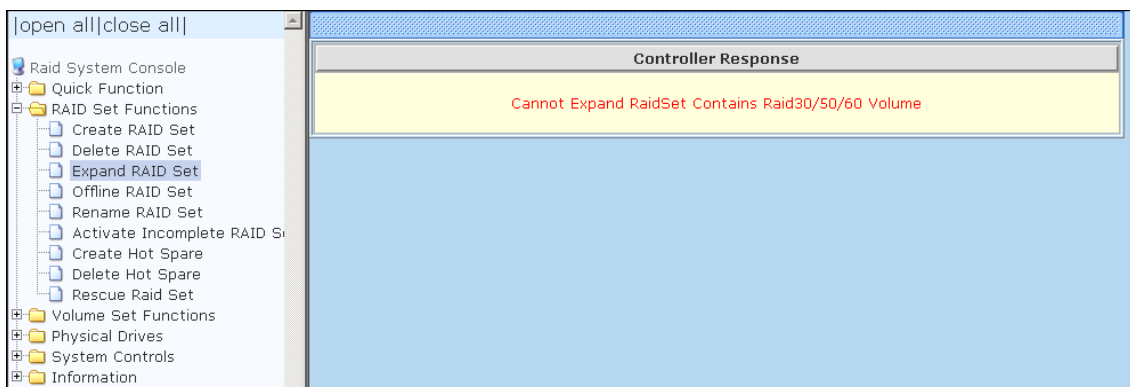 |open all|close all|
Raid System Console
Quick Function
RAID Set Functions
Create RAID Set
Delete RAID Set
Expand RAID Set
Offline RAID Set
Rename RAID Set
Activate Incomplete RAID
Create Hot Spare
Delete Hot Spare
Rescue Raid Set
Volume Set Functions
Physical Drives
System Controls
Information
Controller Response
Cannot Expand RaidSet Contains Raid30/50/60 Volume